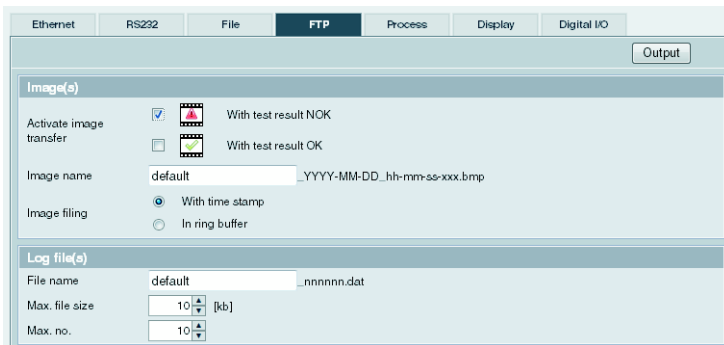 Ethernet RS232 File FTP Process Display Digital I/O
Output
Image(s)
Activate image transfer
With test result NOK
With test result OK
Image name default _YYYY-MM-DD_hh-mm-ss-xxx.bmp
Image filing
With time stamp
In ring buffer
Log file(s)
File name default _nnnnnn.dat
Max. file size 10 [kb]
Max. no. 10